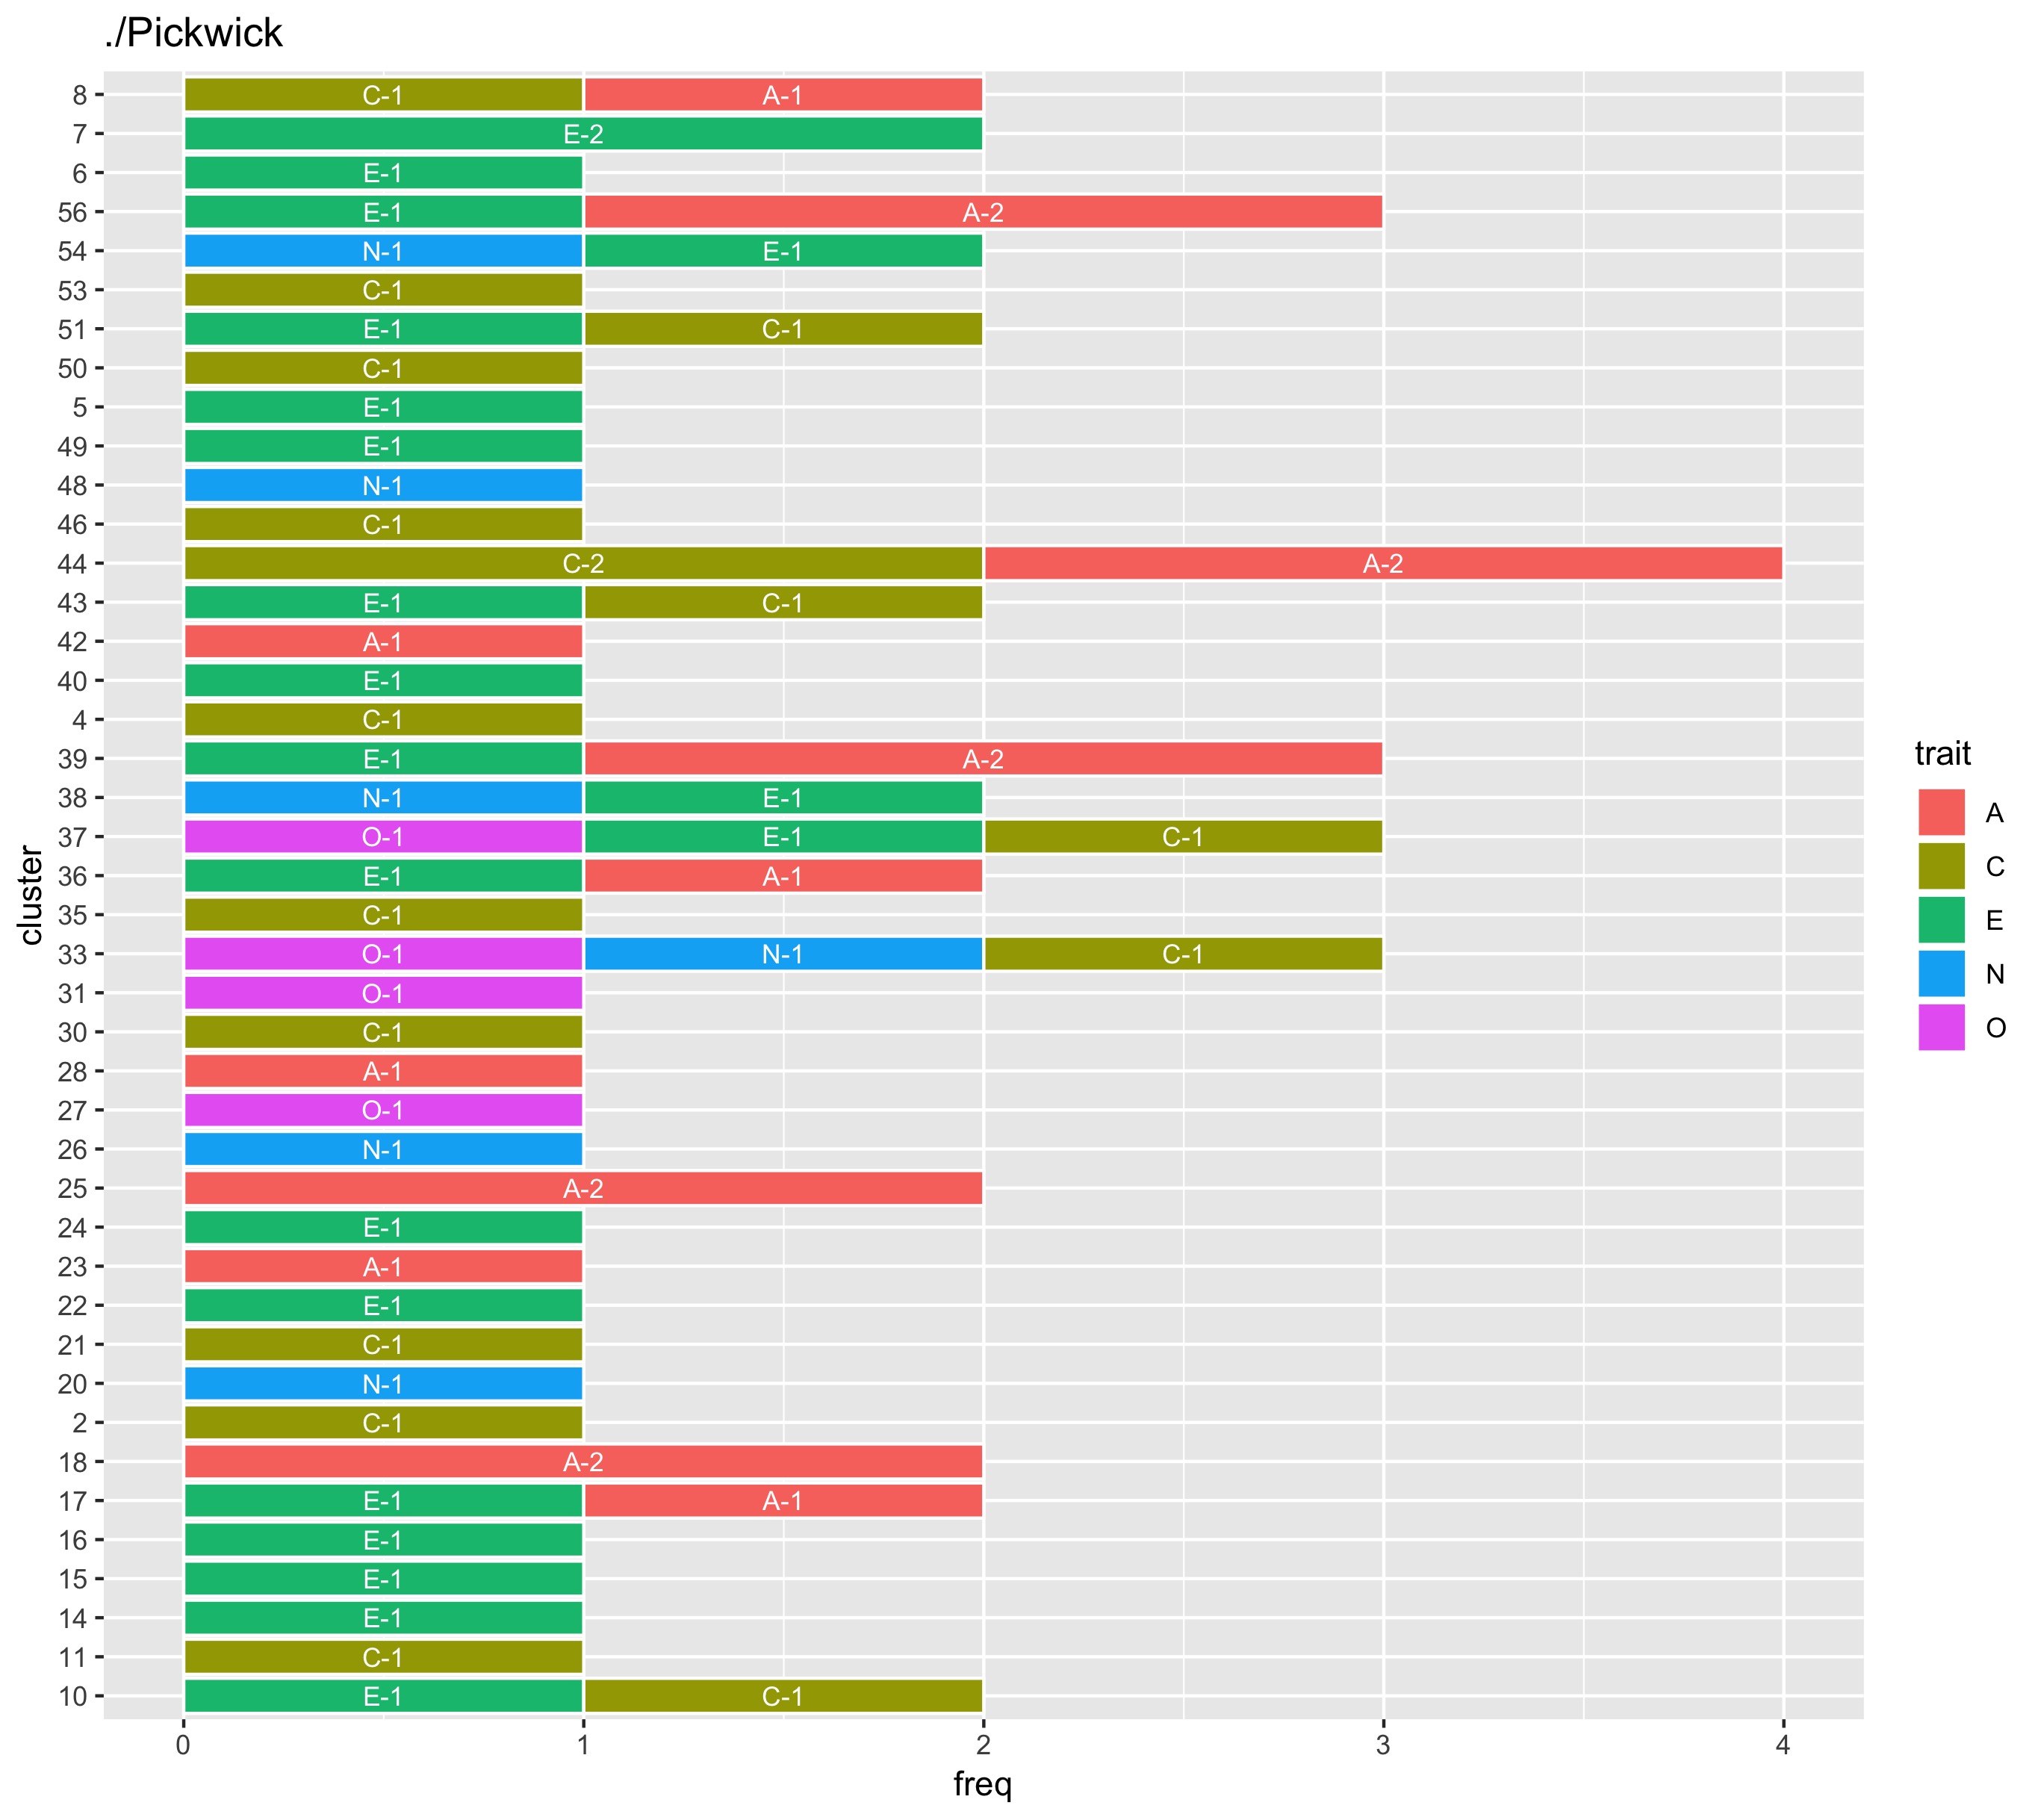 ./Pickwick
8 C-1 A-1
7 E-2
6 E-1
56 E-1 A-2
54 N-1 E-1
53 C-1
51 E-1 C-1
50 C-1
5 E-1
49 E-1
48 N-1
46 C-1
44 C-2 A-2
43 E-1 C-1
42 A-1
40 E-1
4 C-1
39 E-1 A-2
38 N-1 E-1
37 O-1 E-1 C-1
36 E-1 A-1
35 C-1
33 O-1 N-1 C-1
31 O-1
30 C-1
28 A-1
27 O-1
26 N-1
25 A-2
24 E-1
23 A-1
22 E-1
21 C-1
20 N-1
2 C-1
18 A-2
17 E-1 A-1
16 E-1
15 E-1
14 E-1
11 C-1
10 E-1 C-1
0 1 2 3 4
freq
cluster
trait
A
C
E
N
O